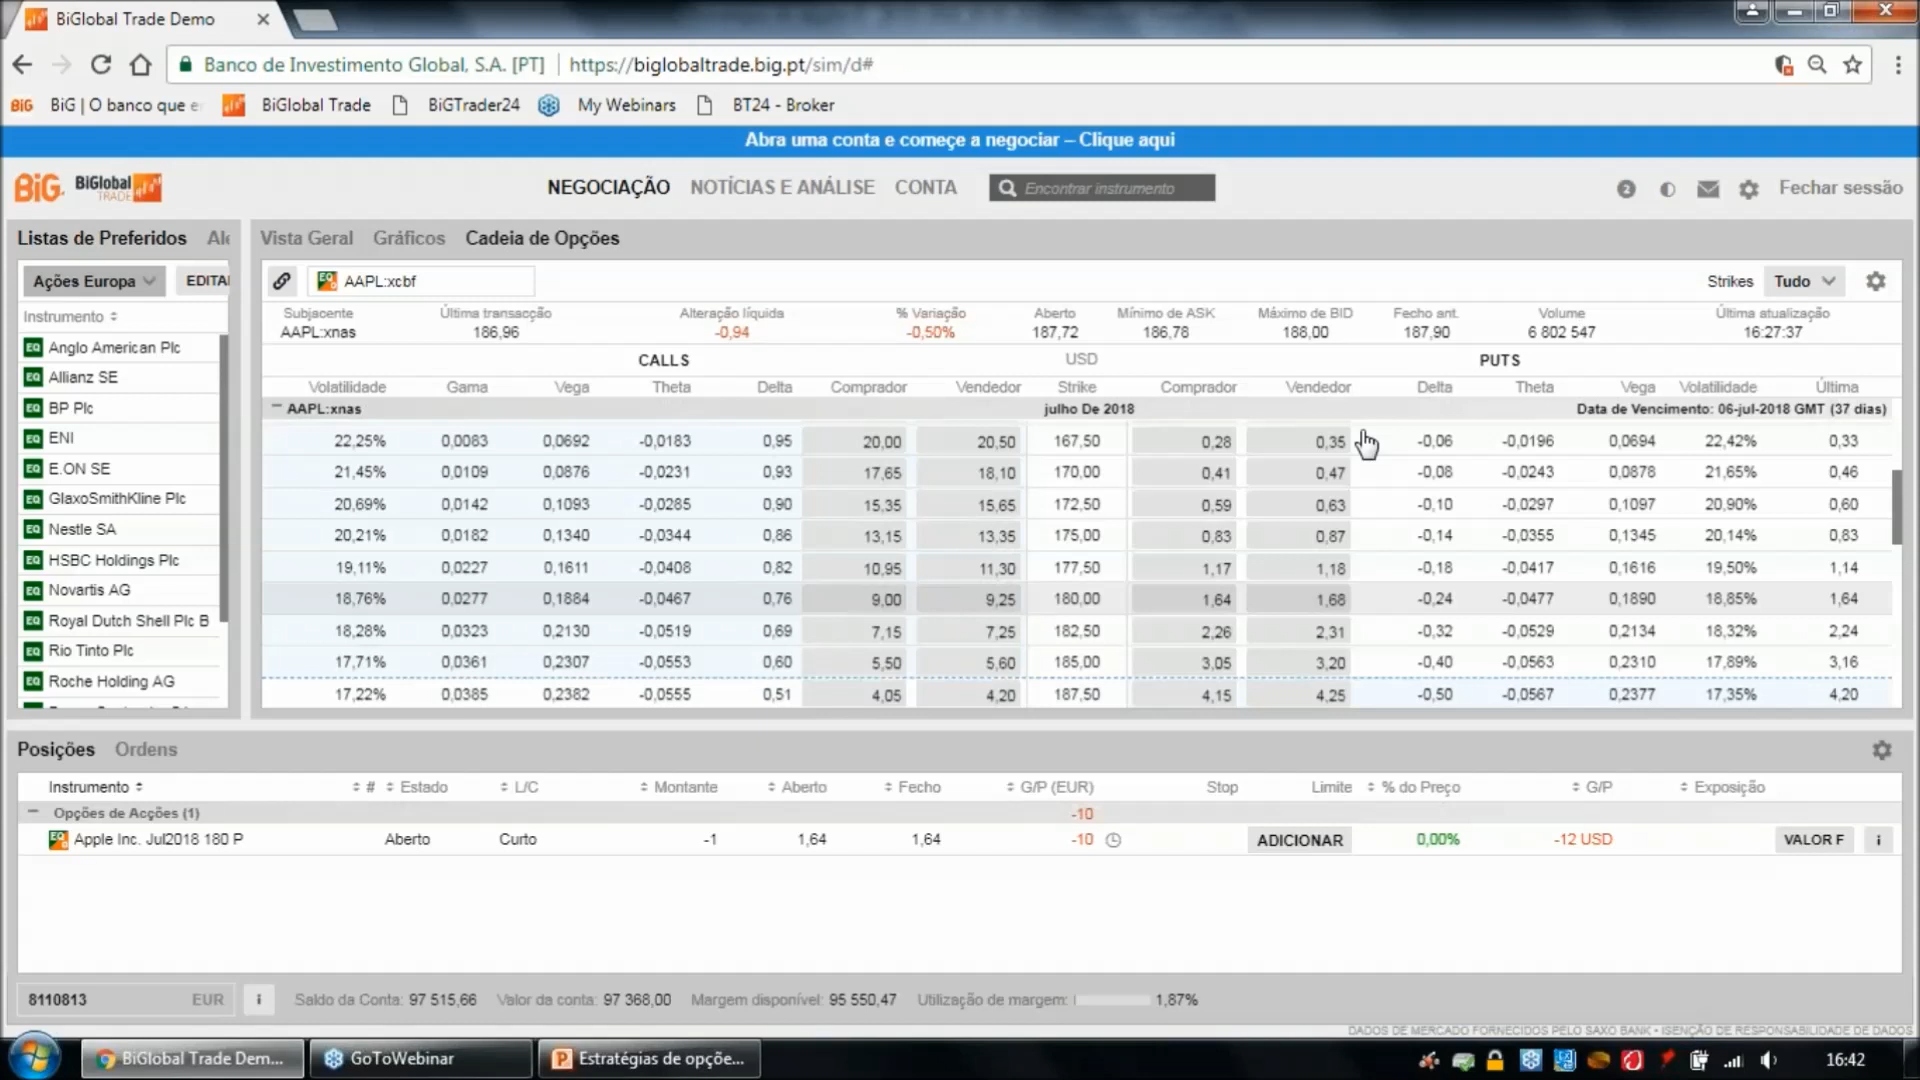 BiGlobal Trade Demo
Banco de Investimento Global, S.A. [PT] https://biglobaltrade.big.pt/sim/d#
BiG BiG | O banco que e BiGlobal Trade BiGTrader24 My Webinars BT24 - Broker
Abra uma conta e começe a negociar – Clique aqui
BiG. BiGlobal TRADE NEGOCIAÇÃO NOTÍCIAS E ANÁLISE CONTA Encontrar instrumento 2 Fechar sessão
Listas de Preferidos Ale Vista Geral Gráficos Cadeia de Opções
Ações Europa EDITA AAPL:xcbf Strikes Tudo
Instrumento
Anglo American Plc
Allianz SE
BP Plc
ENI
E.ON SE
GlaxoSmithKline Plc
Nestle SA
HSBC Holdings Plc
Novartis AG
Royal Dutch Shell Plc B
Rio Tinto Plc
Roche Holding AG
Subjacente Última transacção Alteração líquida % Variação Aberto Mínimo de ASK Máximo de BID Fecho ant. Volume Última atualização
AAPL:xnas 186,96 -0,94 -0,50% 187,72 186,78 188,00 187,90 6 802 547 16:27:37
CALLS USD PUTS
Volatilidade Gama Vega Theta Delta Comprador Vendedor Strike Comprador Vendedor Delta Theta Vega Volatilidade Última
AAPL:xnas julho De 2018 Data de Vencimento: 06-jul-2018 GMT (37 dias)
22,25% 0,0083 0,0692 -0,0183 0,95 20,00 20,50 167,50 0,28 0,35 -0,06 -0,0196 0,0694 22,42% 0,33
21,45% 0,0109 0,0876 -0,0231 0,93 17,65 18,10 170,00 0,41 0,47 -0,08 -0,0243 0,0878 21,65% 0,46
20,69% 0,0142 0,1093 -0,0285 0,90 15,35 15,65 172,50 0,59 0,63 -0,10 -0,0297 0,1097 20,90% 0,60
20,21% 0,0182 0,1340 -0,0344 0,86 13,15 13,35 175,00 0,83 0,87 -0,14 -0,0355 0,1345 20,14% 0,83
19,11% 0,0227 0,1611 -0,0408 0,82 10,95 11,30 177,50 1,17 1,18 -0,18 -0,0417 0,1616 19,50% 1,14
18,76% 0,0277 0,1884 -0,0467 0,76 9,00 9,25 180,00 1,64 1,68 -0,24 -0,0477 0,1890 18,85% 1,64
18,28% 0,0323 0,2130 -0,0519 0,69 7,15 7,25 182,50 2,26 2,31 -0,32 -0,0529 0,2134 18,32% 2,24
17,71% 0,0361 0,2307 -0,0553 0,60 5,50 5,60 185,00 3,05 3,20 -0,40 -0,0563 0,2310 17,89% 3,16
17,22% 0,0385 0,2382 -0,0555 0,51 4,05 4,20 187,50 4,15 4,25 -0,50 -0,0567 0,2377 17,35% 4,20
Posições Ordens
Instrumento # Estado L/C Montante Aberto Fecho G/P (EUR) Stop Limite % do Preço G/P Exposição
Opções de Acções (1) -10
Apple Inc. Jul2018 180 P Aberto Curto -1 1,64 1,64 -10 ADICIONAR 0,00% -12 USD VALOR F i
8110813 EUR i Saldo da Conta: 97 515,66 Valor da conta: 97 368,00 Margem disponível: 95 550,47 Utilização de margem: 1,87%
DADOS DE MERCADO FORNECIDOS PELO SAXO BANK • ISENÇÃO DE RESPONSABILIDADE DE DADOS
BiGlobal Trade Dem... GoToWebinar Estratégias de opçõe... 16:42